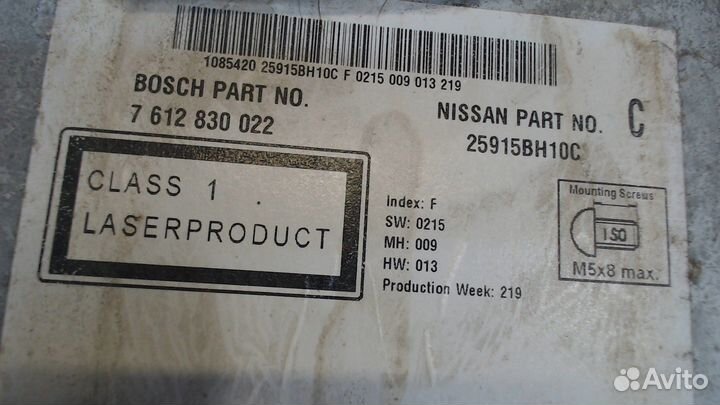 1085420 25915BH10C F 0215 009 013 219
BOSCH PART NO.
7 612 830 022
NISSAN PART NO.
25915BH10C
C
CLASS 1
LASERPRODUCT
Index: F
SW: 0215
MH: 009
HW: 013
Production Week: 219
Mounting Screws
ISO
M5x8 max.
Avito